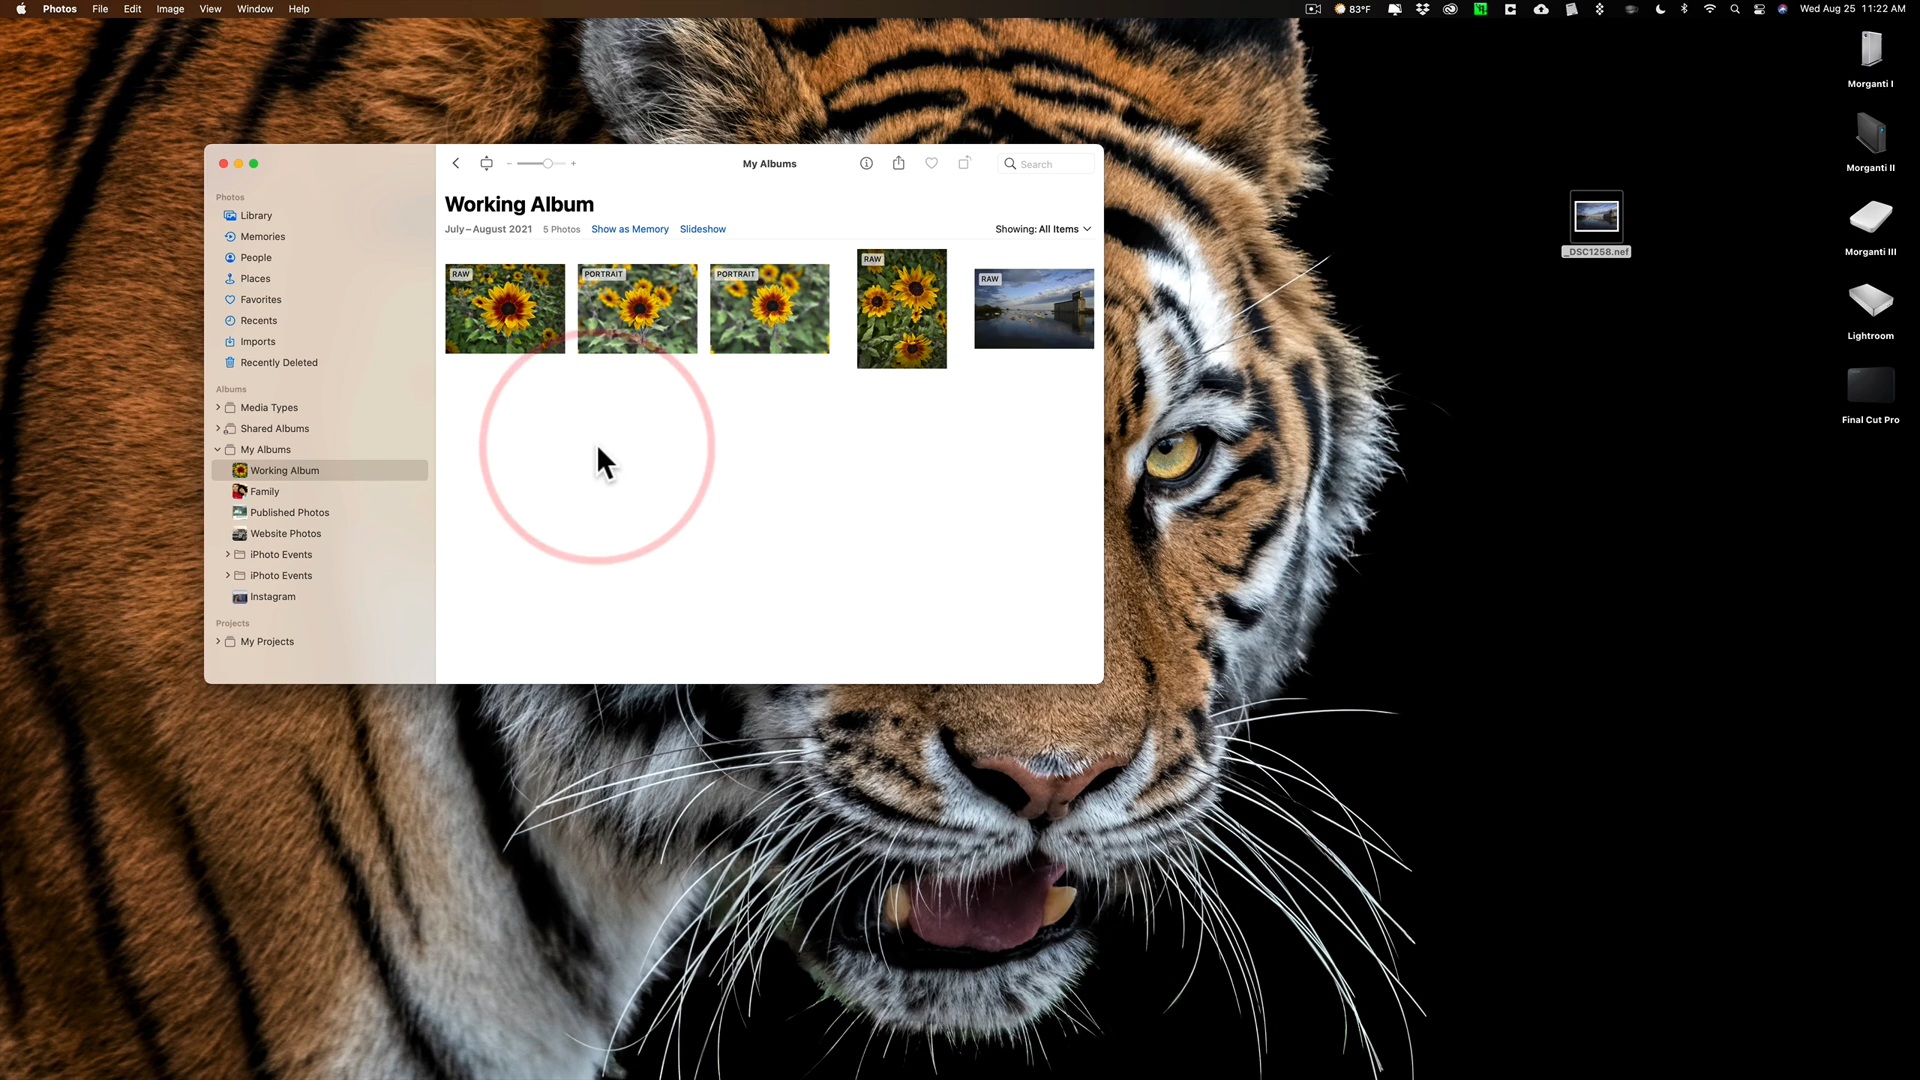 Photos File Edit Image View Window Help
83°F Wed Aug 25 11:22 AM
My Albums
Search
Photos
Library
Memories
People
Places
Favorites
Recents
Imports
Recently Deleted
Albums
Media Types
Shared Albums
My Albums
Working Album
Family
Published Photos
Website Photos
iPhoto Events
iPhoto Events
Instagram
Projects
My Projects
Working Album
July–August 2021 5 Photos Show as Memory Slideshow Showing: All Items
RAW
PORTRAIT
PORTRAIT
RAW
RAW
_DSC1258.nef
Morganti I
Morganti II
Morganti III
Lightroom
Final Cut Pro